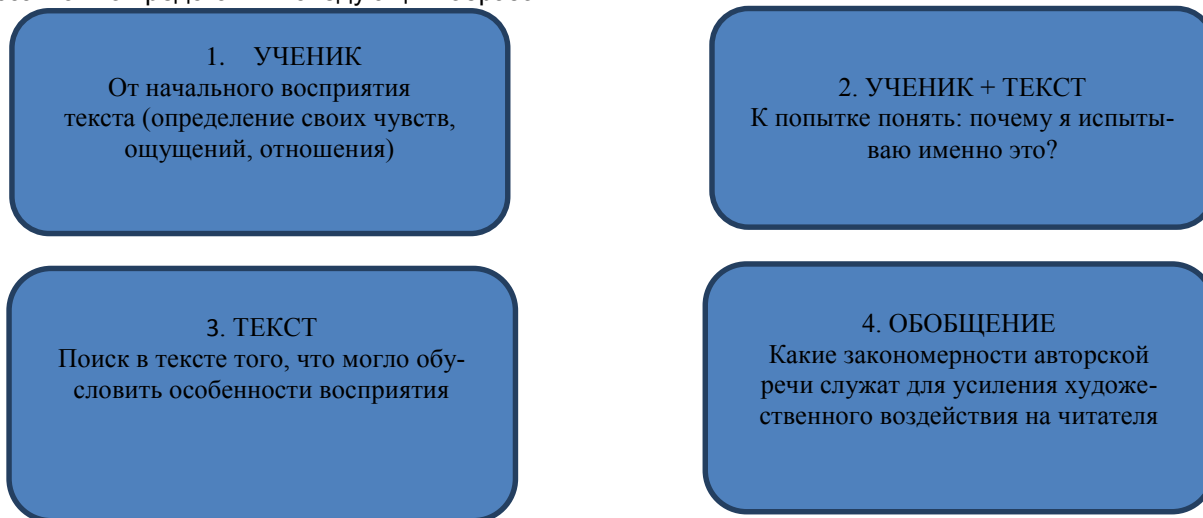 1. УЧЕНИК
От начального восприятия
текста (определение своих чувств,
ощущений, отношения)
2. УЧЕНИК + ТЕКСТ
К попытке понять: почему я испыты-
ваю именно это?
3. ТЕКСТ
Поиск в тексте того, что могло обу-
словить особенности восприятия
4. ОБОБЩЕНИЕ
Какие закономерности авторской
речи служат для усиления художе-
ственного воздействия на читателя